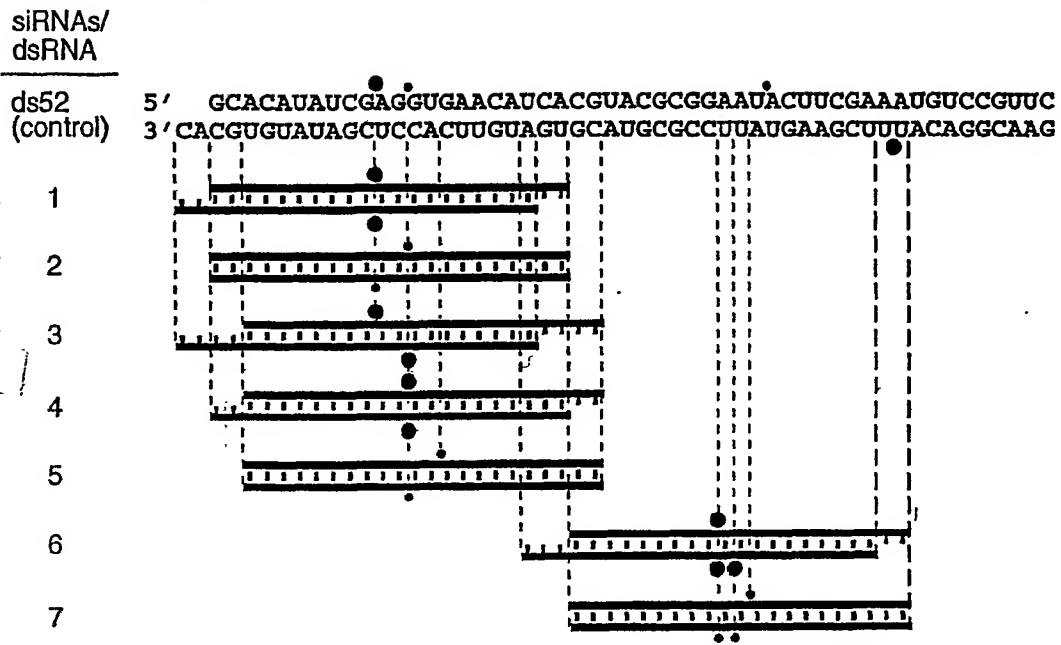 siRNAs/
dsRNA
ds52 5′ GCACAUAUCGAGGUGAACAUCACGUACGCGGAAUACUUCGAAAUGUCCGUUC
(control) 3′CACGUGUAUAGCUCCACUUGUAGUGCAUGCGCCUUAUGAAGCUUUACAGGCAAG
1
2
3
4
5
6
7